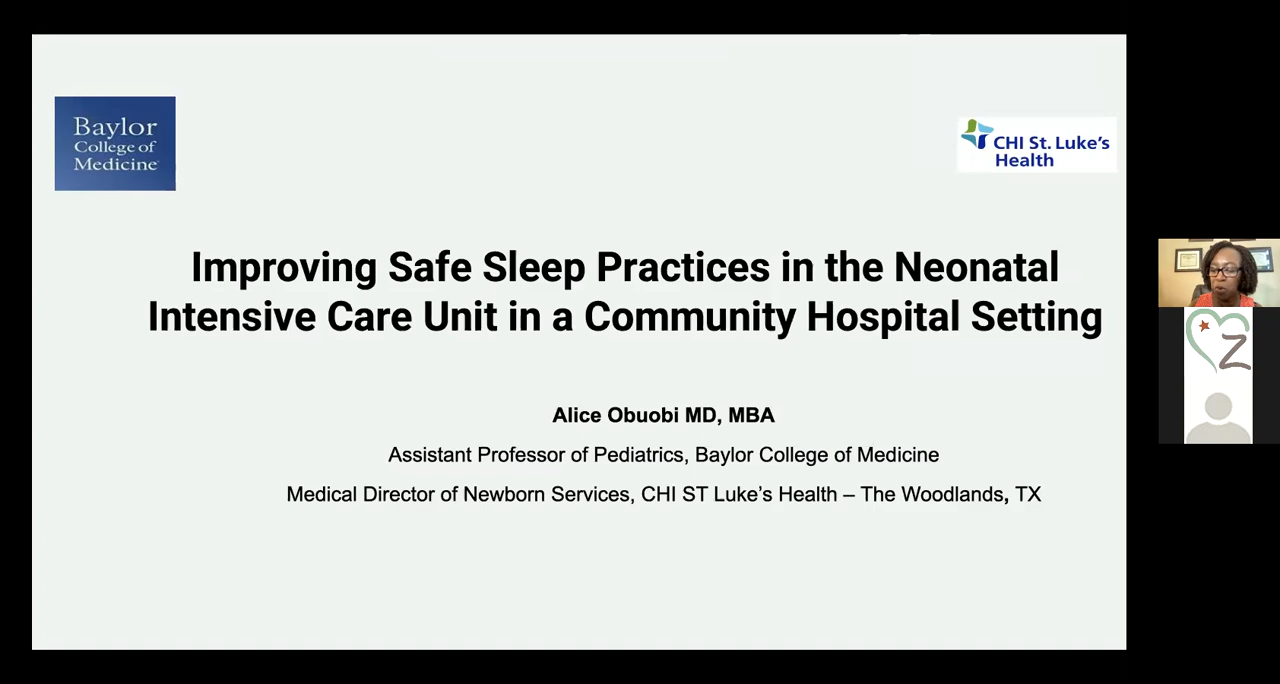 Baylor
College of
Medicine
CHI St. Luke's
Health
Improving Safe Sleep Practices in the Neonatal
Intensive Care Unit in a Community Hospital Setting
Alice Obuobi MD, MBA
Assistant Professor of Pediatrics, Baylor College of Medicine
Medical Director of Newborn Services, CHI ST Luke’s Health – The Woodlands, TX
Z